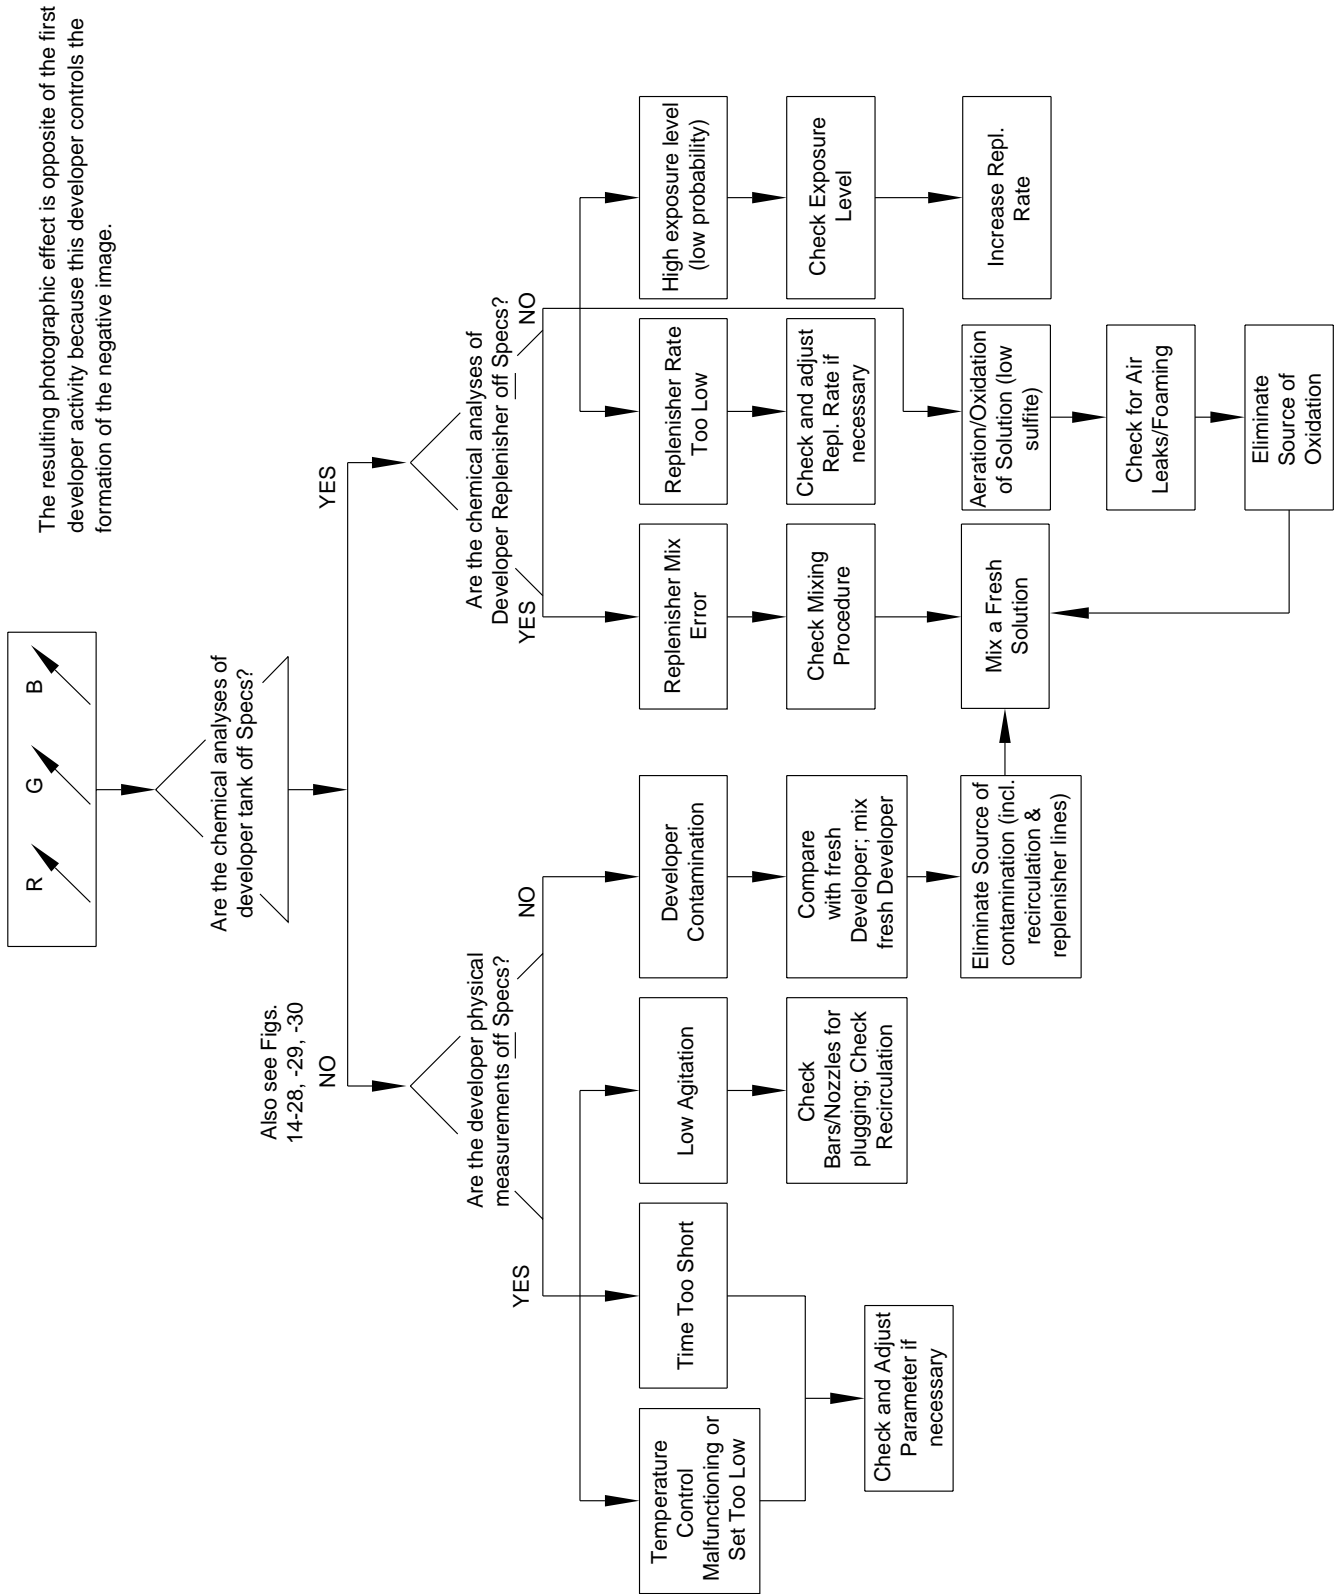 The resulting photographic effect is opposite of the first
developer activity because this developer controls the
formation of the negative image.
R G B
Are the chemical analyses of
developer tank off Specs?
Also see Figs.
14-28, -29, -30
NO
YES
Are the developer physical
measurements off Specs?
YES
NO
Are the chemical analyses of
Developer Replenisher off Specs?
YES
NO
Temperature
Control
Malfunctioning or
Set Too Low
Time Too Short
Low Agitation
Developer
Contamination
Replenisher Mix
Error
Replenisher Rate
Too Low
High exposure level
(low probability)
Check
Bars/Nozzles for
plugging; Check
Recirculation
Compare
with fresh
Developer; mix
fresh Developer
Check Mixing
Procedure
Check and adjust
Repl. Rate if
necessary
Check Exposure
Level
Check and Adjust
Parameter if
necessary
Eliminate Source of
contamination (incl.
recirculation &
replenisher lines)
Mix a Fresh
Solution
Aeration/Oxidation
of Solution (low
sulfite)
Increase Repl.
Rate
Check for Air
Leaks/Foaming
Eliminate
Source of
Oxidation